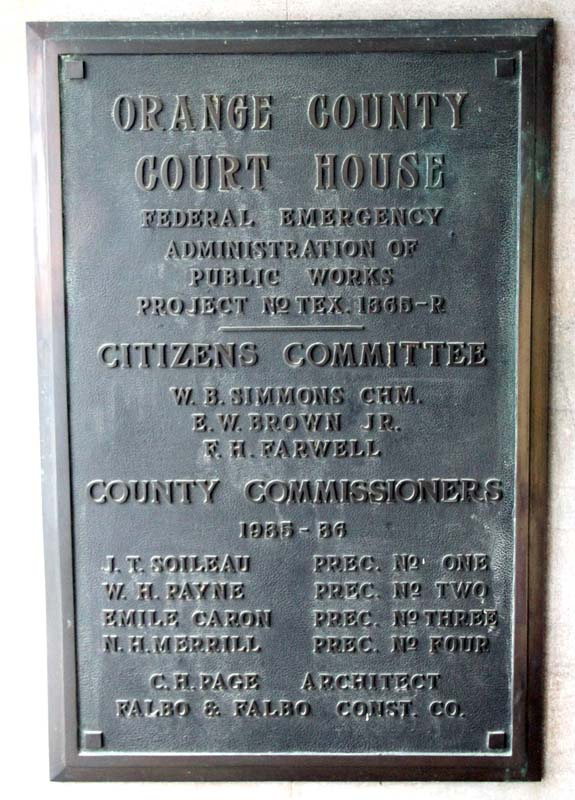 ORANGE COUNTY
COURT HOUSE
FEDERAL EMERGENCY
ADMINISTRATION OF
PUBLIC WORKS
PROJECT Nº TEX. 1365-R
CITIZENS COMMITTEE
W. B. SIMMONS CHM.
E. W. BROWN JR.
F. H. FARWELL
COUNTY COMMISSIONERS
1935-36
J. T. SOILEAU PREC. Nº ONE
W. H. PAYNE PREC. Nº TWO
EMILE CARON PREC. Nº THREE
N. H. MERRILL PREC. Nº FOUR
C. H. PAGE ARCHITECT
FALBO & FALBO CONST. CO.